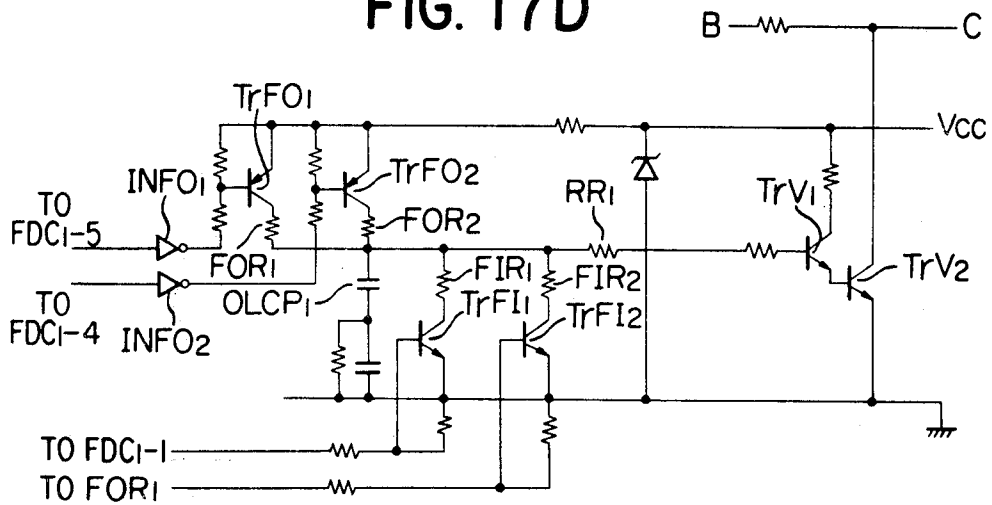 FIG. 17D
B C
TrFO1
Vcc
INFO1 TrFO2 RR1 TrV1
TO
FDC1-5
FOR2
FOR1 FIR1 FIR2 TrV2
OLCP1 TrFI1 TrFI2
TO
FDC1-4
INFO2
TO FDC1-1
TO FOR1